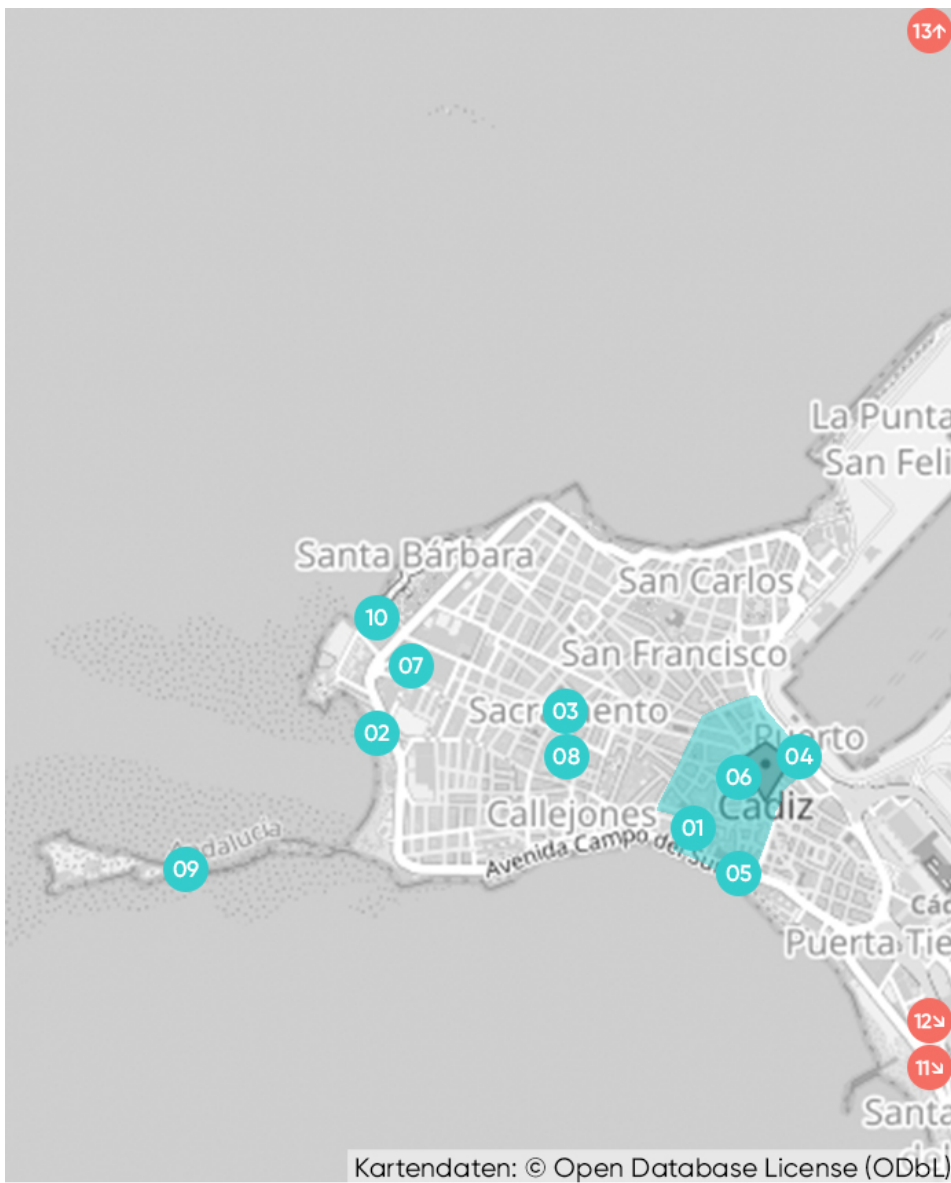 13↑
La Punta
San Feli
Santa Bárbara
San Carlos
10
San Francisco
07
Sacramento
03
02
Puerto
04
08
06
Cádiz
Callejones
01
Andalucía
Avenida Campo del Sur
09
05
Các
Puerta Tie
12↘
11↘
Santa
Kartendaten: © Open Database License (ODbL)